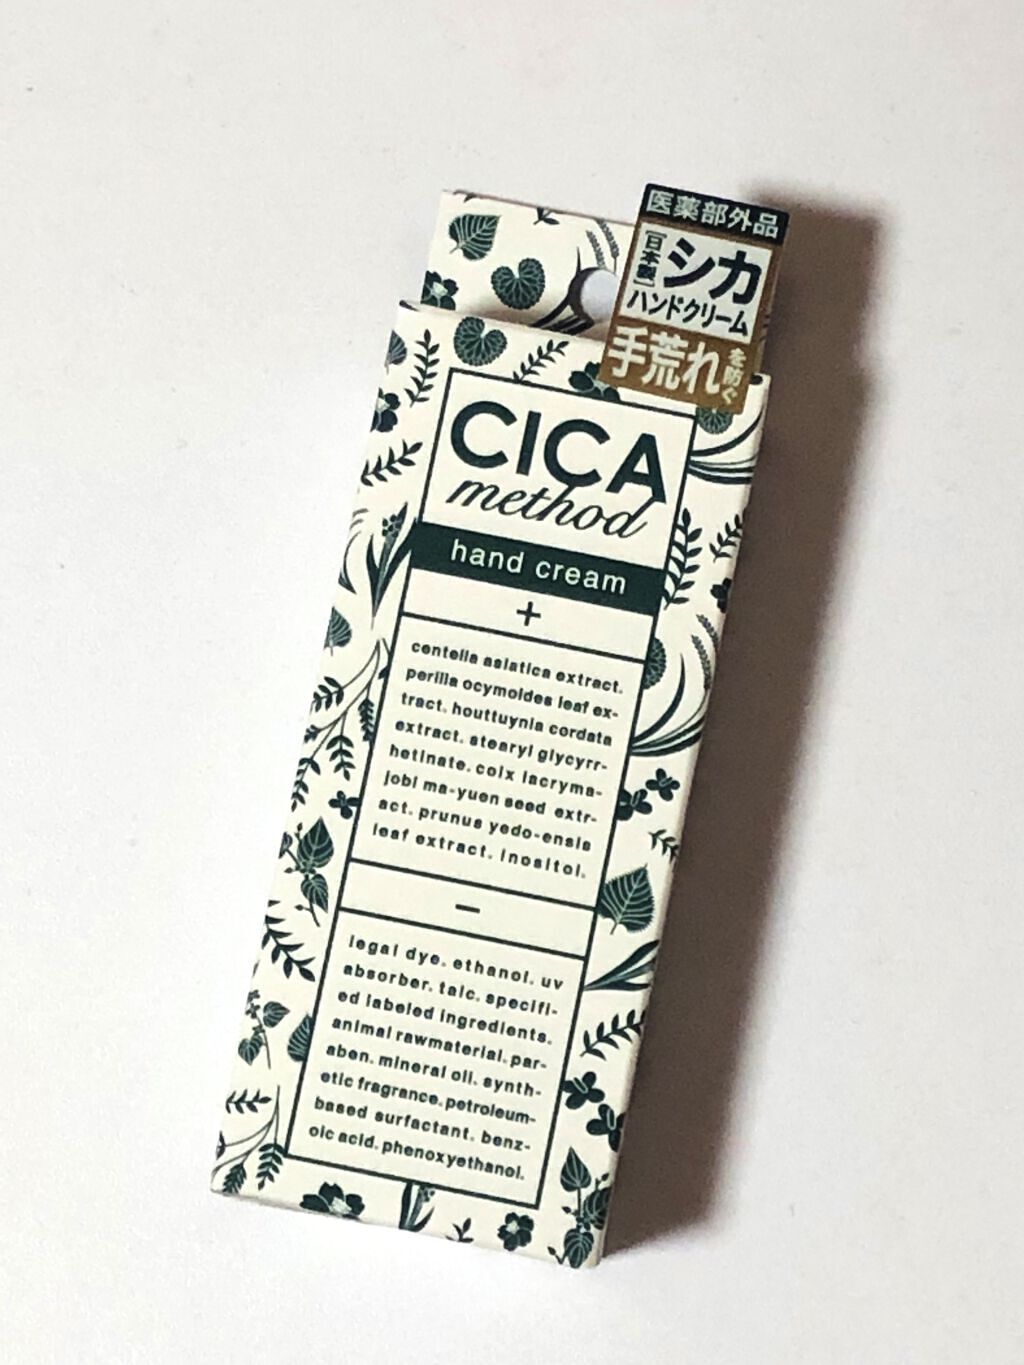 医薬部外品
[日本製]
シカ
ハンドクリーム
手荒れを防ぐ
CICA
method
hand cream
+
centella asiatica extract.
perilla ocymoides leaf ex-
tract. houttuynia cordata
extract. stearyl glycyrr-
hetinate. coix lacryma-
jobi ma-yuen seed extr-
act. prunus yedo-ensis
leaf extract. inositol.
−
legal dye. ethanol. uv
absorber. talc. specifi-
ed labeled ingredients.
animal rawmaterial. par-
aben. mineral oil. synth-
etic fragrance. petroleum-
based surfactant. benz-
oic acid. phenoxyethanol.